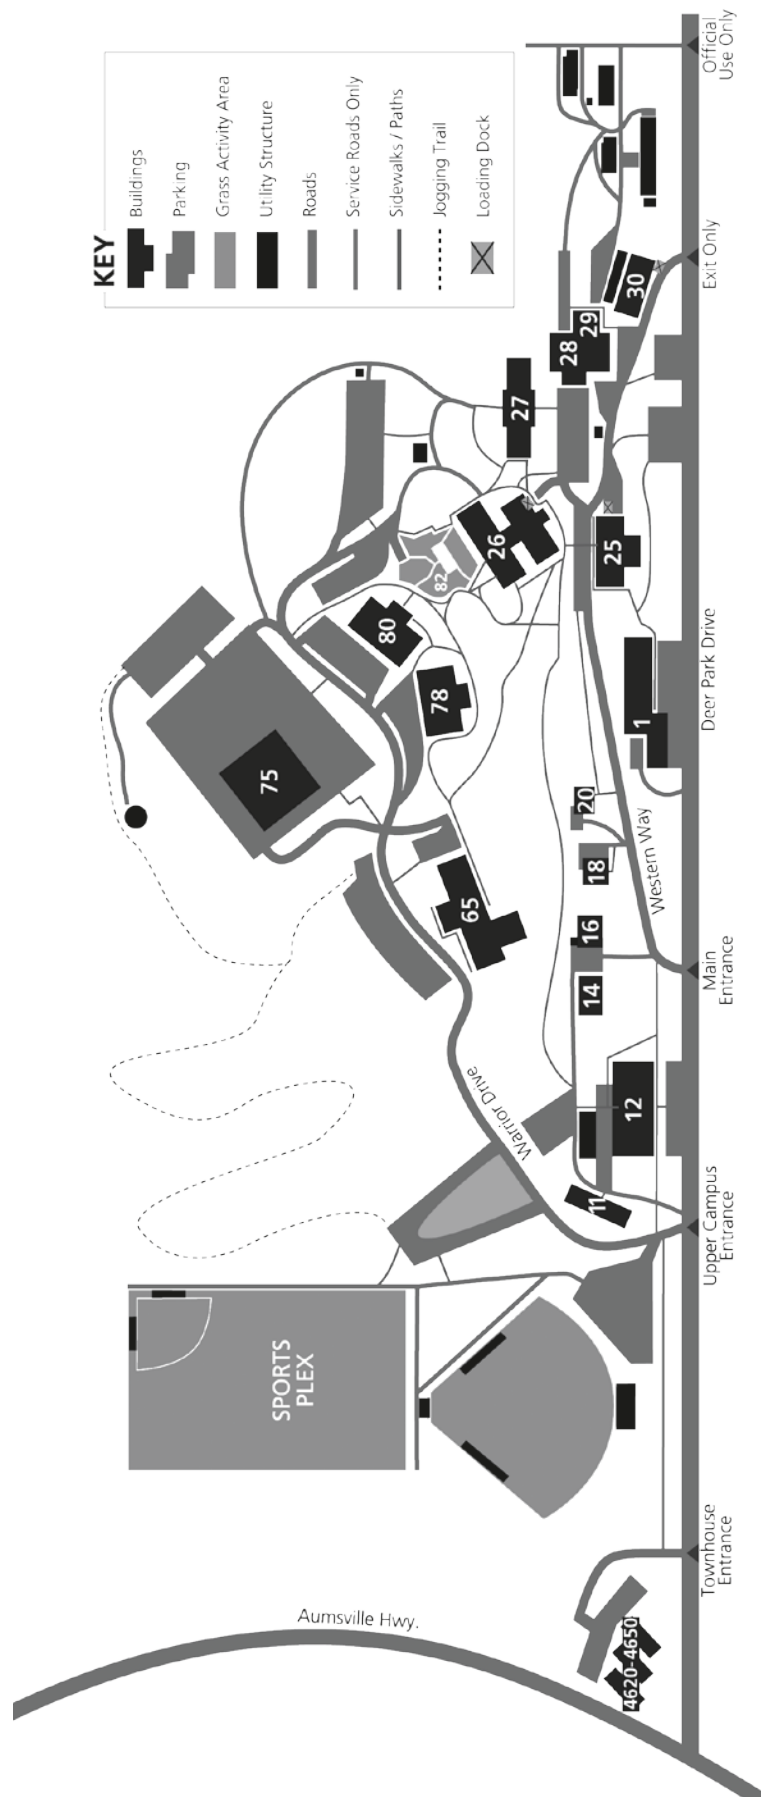 KEY
Buildings
Parking
Grass Activity Area
Utility Structure
Roads
Service Roads Only
Sidewalks / Paths
Jogging Trail
Loading Dock
Official
Use Only
Exit Only
30
29
28
27
26
25
82
80
78
75
1
Deer Park Drive
20
18
65
16
14
Western Way
Main
Entrance
12
Warrior Drive
11
Upper Campus
Entrance
SPORTS
PLEX
Townhouse
Entrance
Aumsville Hwy.
4620-4650